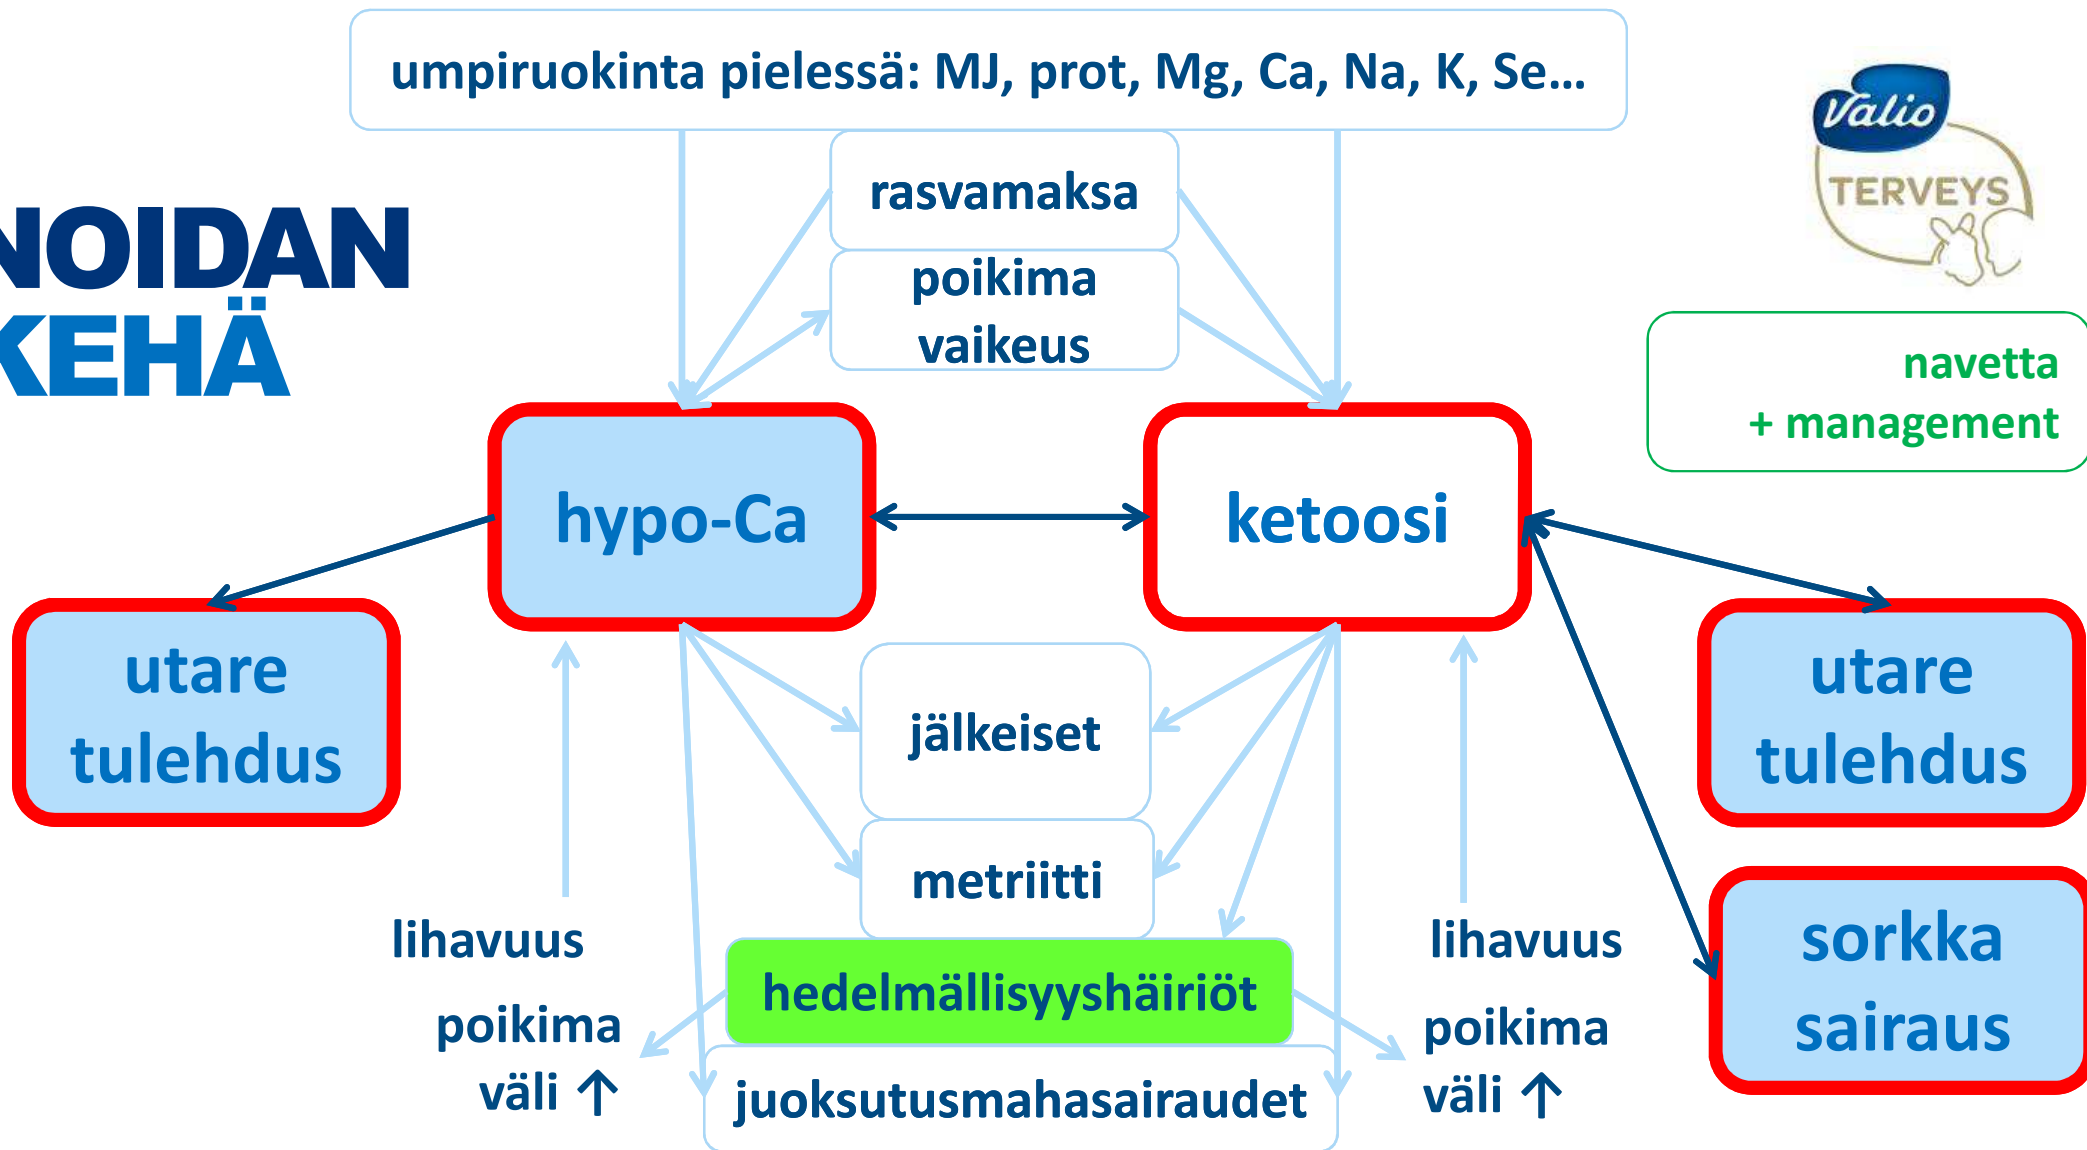 umpiruokinta pielessä: MJ, prot, Mg, Ca, Na, K, Se...
Valio
TERVEYS
NOIDAN
KEHÄ
rasvamaksa
poikima
vaikeus
navetta
+ management
hypo-Ca
ketoosi
utare
tulehdus
utare
tulehdus
jälkeiset
metriitti
lihavuus
lihavuus
sorkka
sairaus
hedelmällisyyshäiriöt
poikima
väli ↑
poikima
väli ↑
juoksutusmahasairaudet